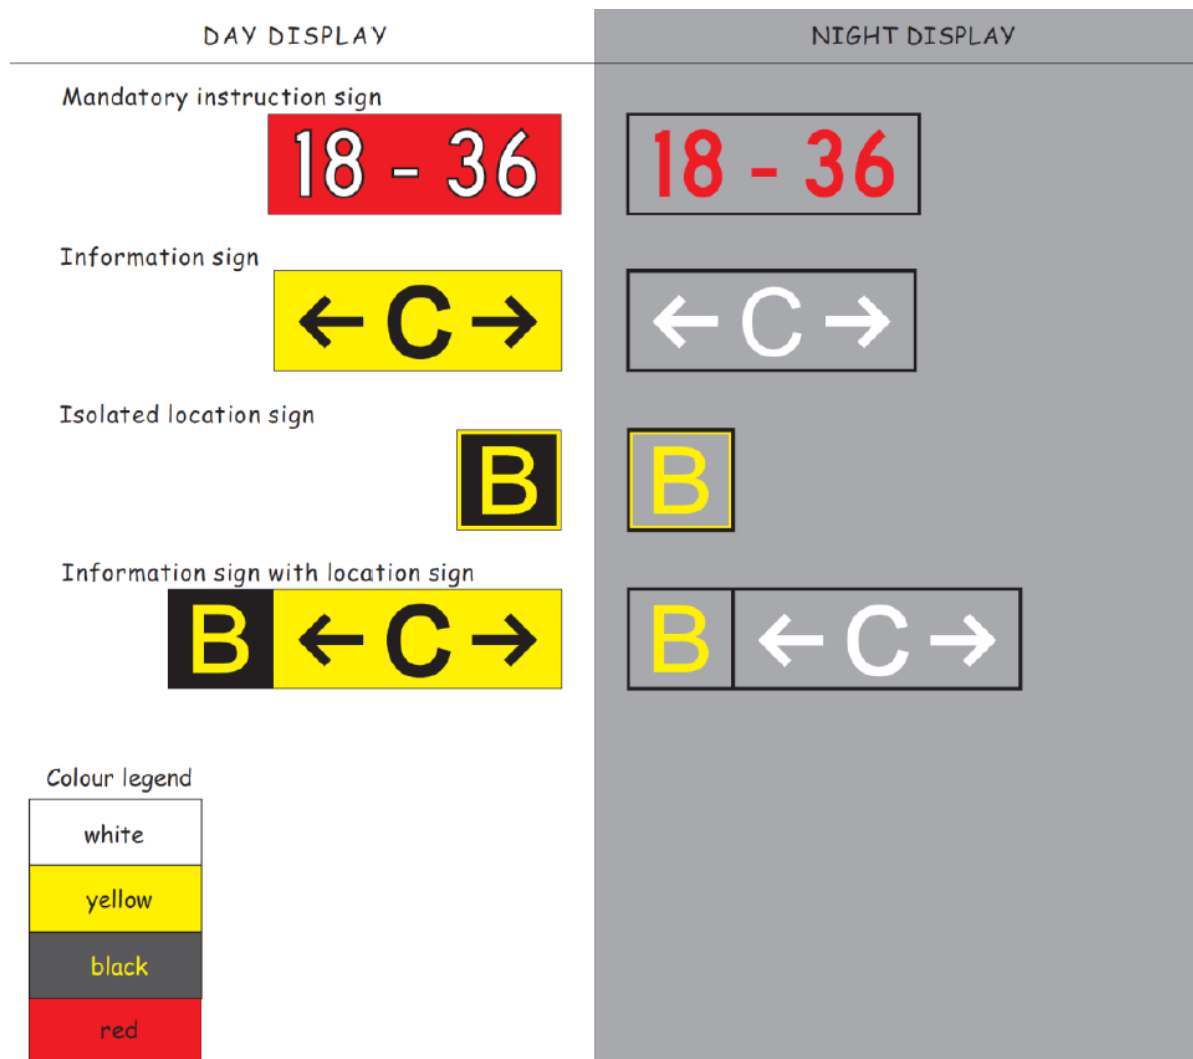 DAY DISPLAY
NIGHT DISPLAY
Mandatory instruction sign
18 - 36
18 - 36
Information sign
← C →
← C →
Isolated location sign
B
B
Information sign with location sign
B ← C →
B ← C →
Colour legend
white
yellow
black
red